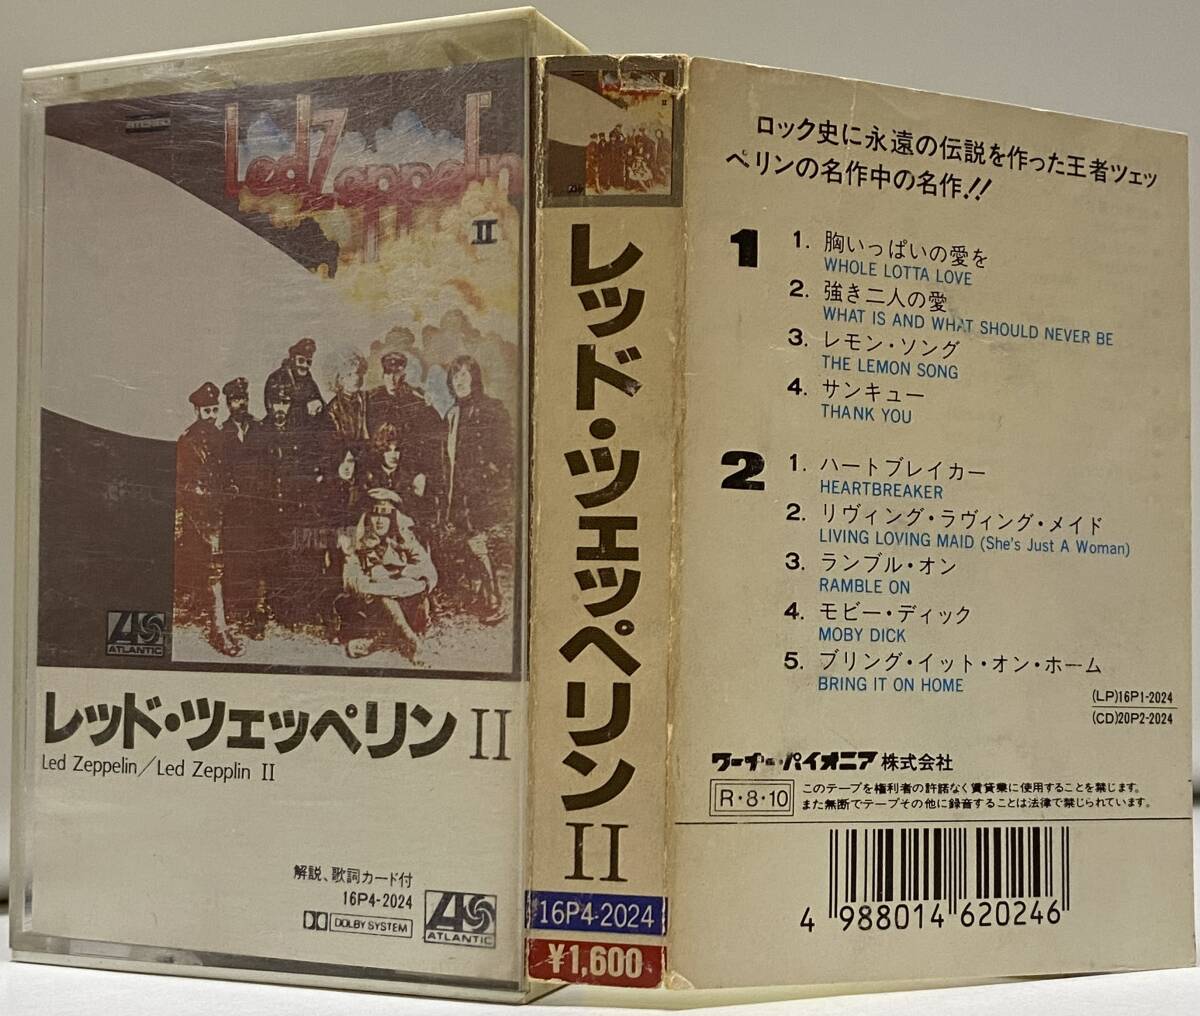 Led Zeppelin
II
ATLANTIC
レッド・ツェッペリン II
Led Zeppelin／Led Zepplin II
解説、歌詞カード付
16P4-2024
DOLBY SYSTEM
ATLANTIC
レッド・ツェッペリン II
16P4-2024
¥1,600
ロック史に永遠の伝説を作った王者ツェッ
ペリンの名作中の名作!!
1
1. 胸いっぱいの愛を
WHOLE LOTTA LOVE
2. 強き二人の愛
WHAT IS AND WHAT SHOULD NEVER BE
3. レモン・ソング
THE LEMON SONG
4. サンキュー
THANK YOU
2
1. ハートブレイカー
HEARTBREAKER
2. リヴィング・ラヴィング・メイド
LIVING LOVING MAID (She's Just A Woman)
3. ランブル・オン
RAMBLE ON
4. モビー・ディック
MOBY DICK
5. ブリング・イット・オン・ホーム
BRING IT ON HOME
(LP)16P1-2024
(CD)20P2-2024
ワーナー・パイオニア株式会社
R・8・10
このテープを権利者の許諾なく賃貸業に使用することを禁じます。
また無断でテープその他に録音することは法律で禁じられています。
4 988014 620246